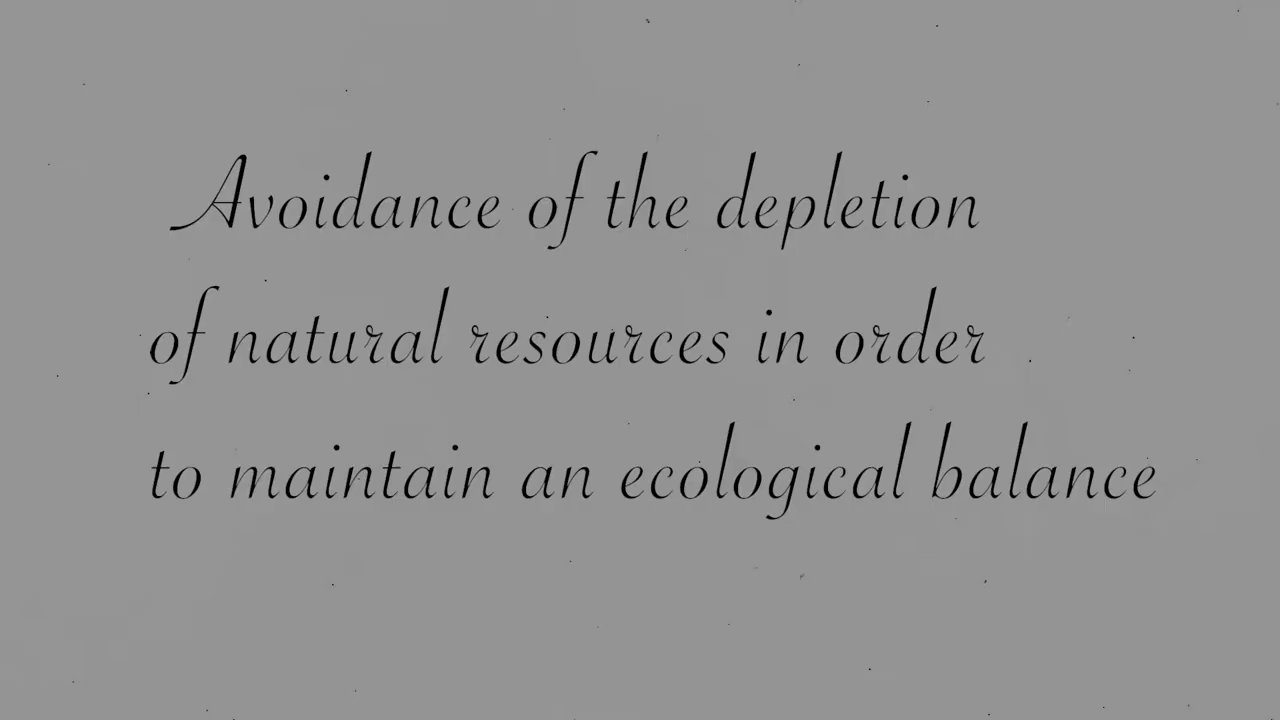 Avoidance of the depletion
of natural resources in order
to maintain an ecological balance